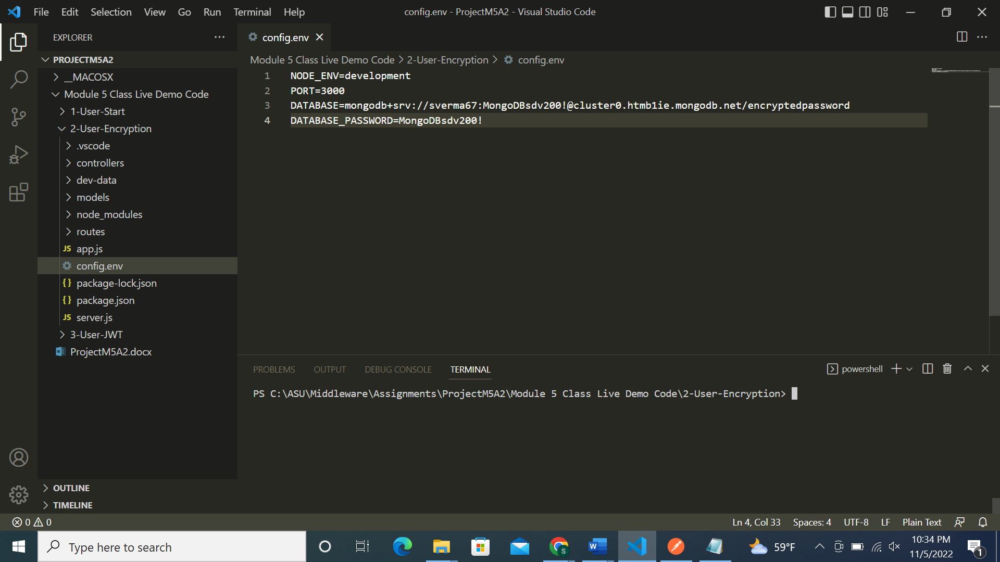 File Edit Selection View Go Run Terminal Help
config.env - ProjectM5A2 - Visual Studio Code
EXPLORER
config.env
PROJECTM5A2
__MACOSX
Module 5 Class Live Demo Code
1-User-Start
2-User-Encryption
.vscode
controllers
dev-data
models
node_modules
routes
JS app.js
config.env
{} package-lock.json
{} package.json
JS server.js
3-User-JWT
ProjectM5A2.docx
OUTLINE
TIMELINE
Module 5 Class Live Demo Code > 2-User-Encryption > config.env
1 NODE_ENV=development
2 PORT=3000
3 DATABASE=mongodb+srv://sverma67:MongoDBsdv200!@cluster0.htmb1ie.mongodb.net/encryptedpassword
4 DATABASE_PASSWORD=MongoDBsdv200!
PROBLEMS OUTPUT DEBUG CONSOLE TERMINAL
powershell
PS C:\ASU\Middleware\Assignments\ProjectM5A2\Module 5 Class Live Demo Code\2-User-Encryption>
0 0
Ln 4, Col 33 Spaces: 4 UTF-8 LF Plain Text
Type here to search
59°F
10:34 PM
11/5/2022
1